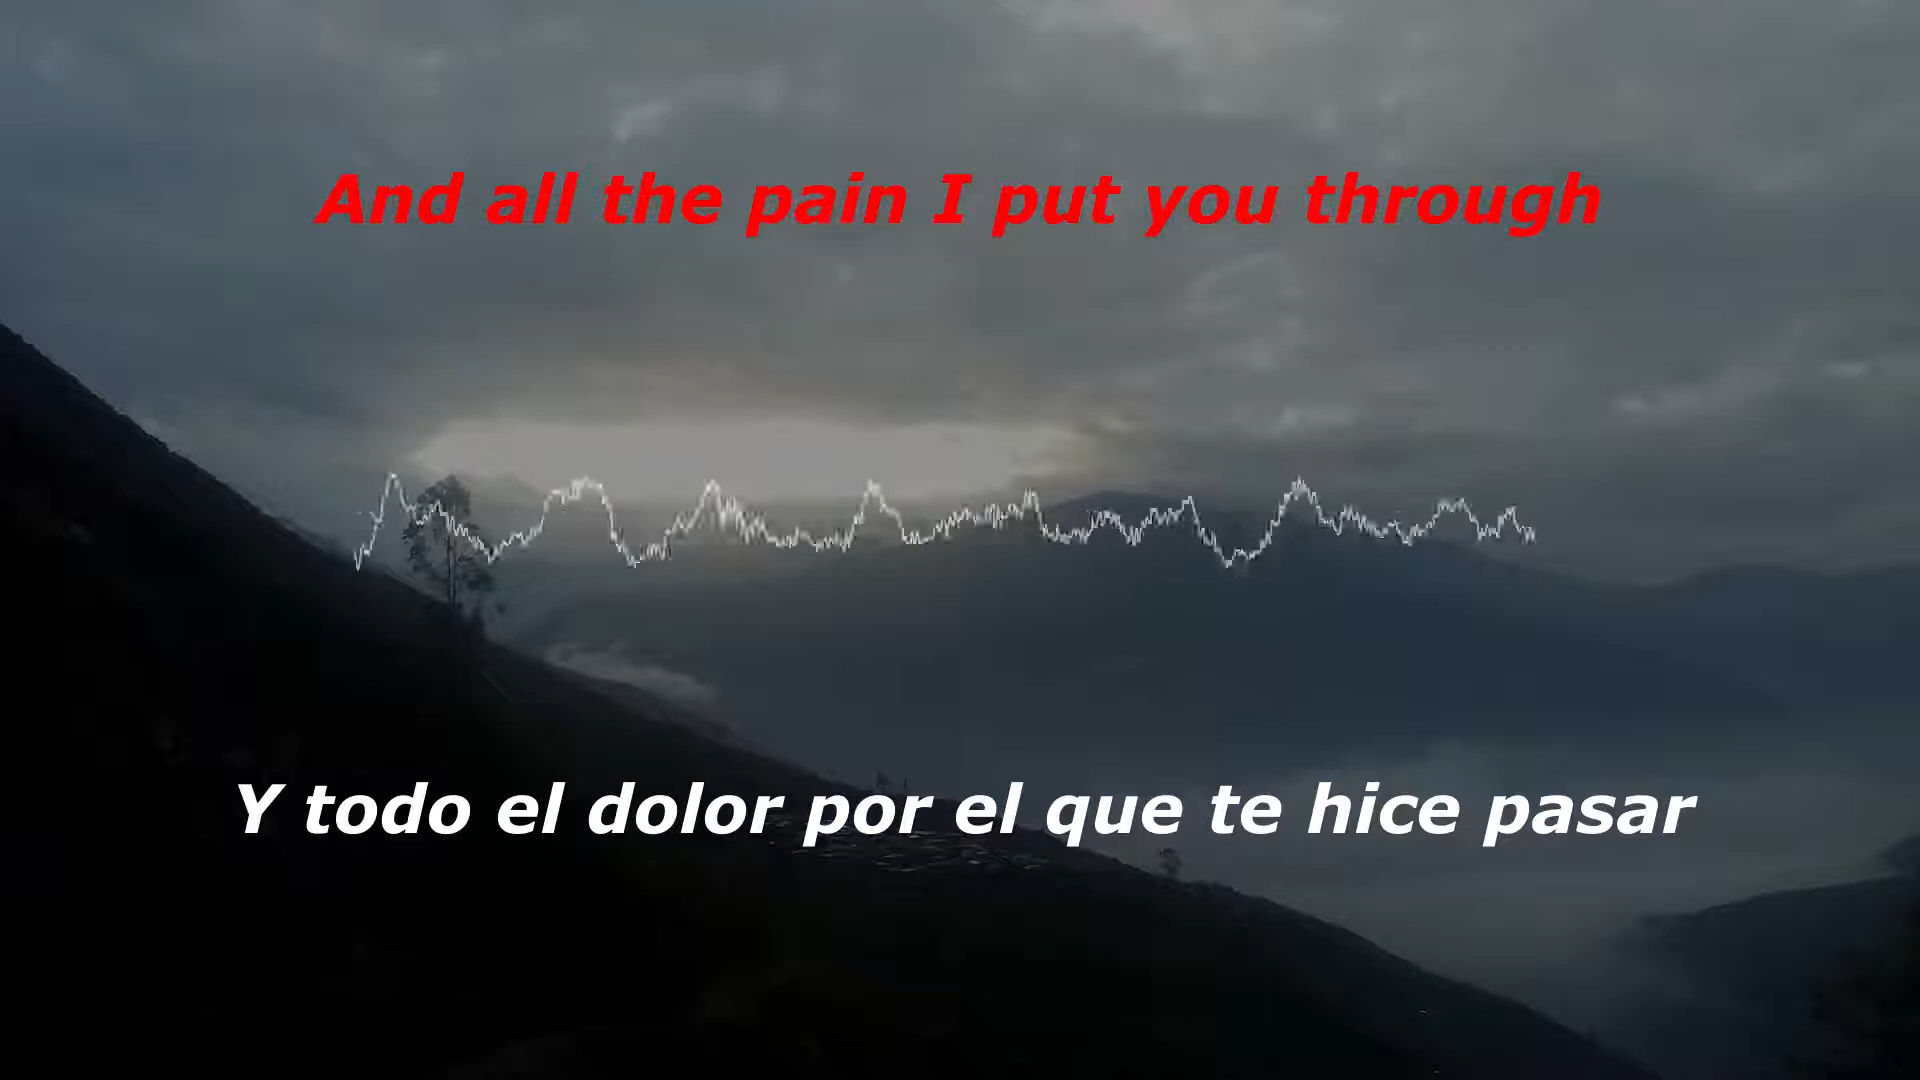 And all the pain I put you through
Y todo el dolor por el que te hice pasar